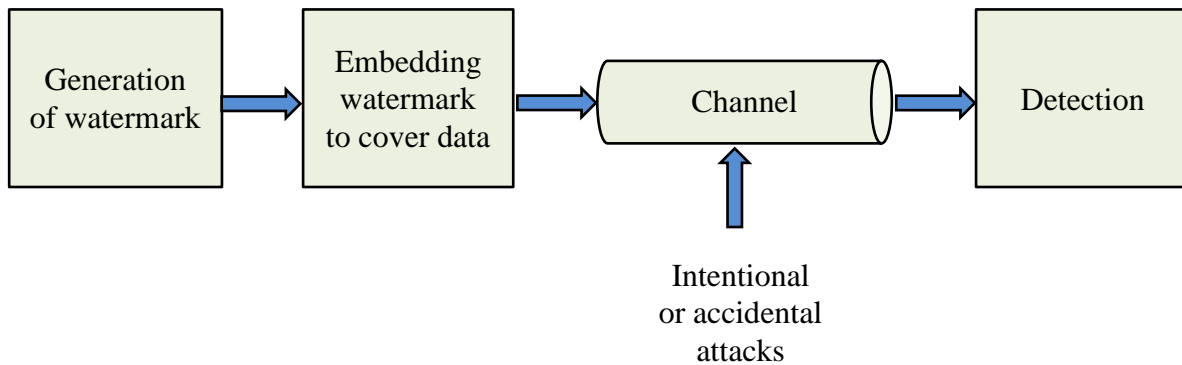 Generation
of watermark
Embedding
watermark
to cover data
Channel
Detection
Intentional
or accidental
attacks